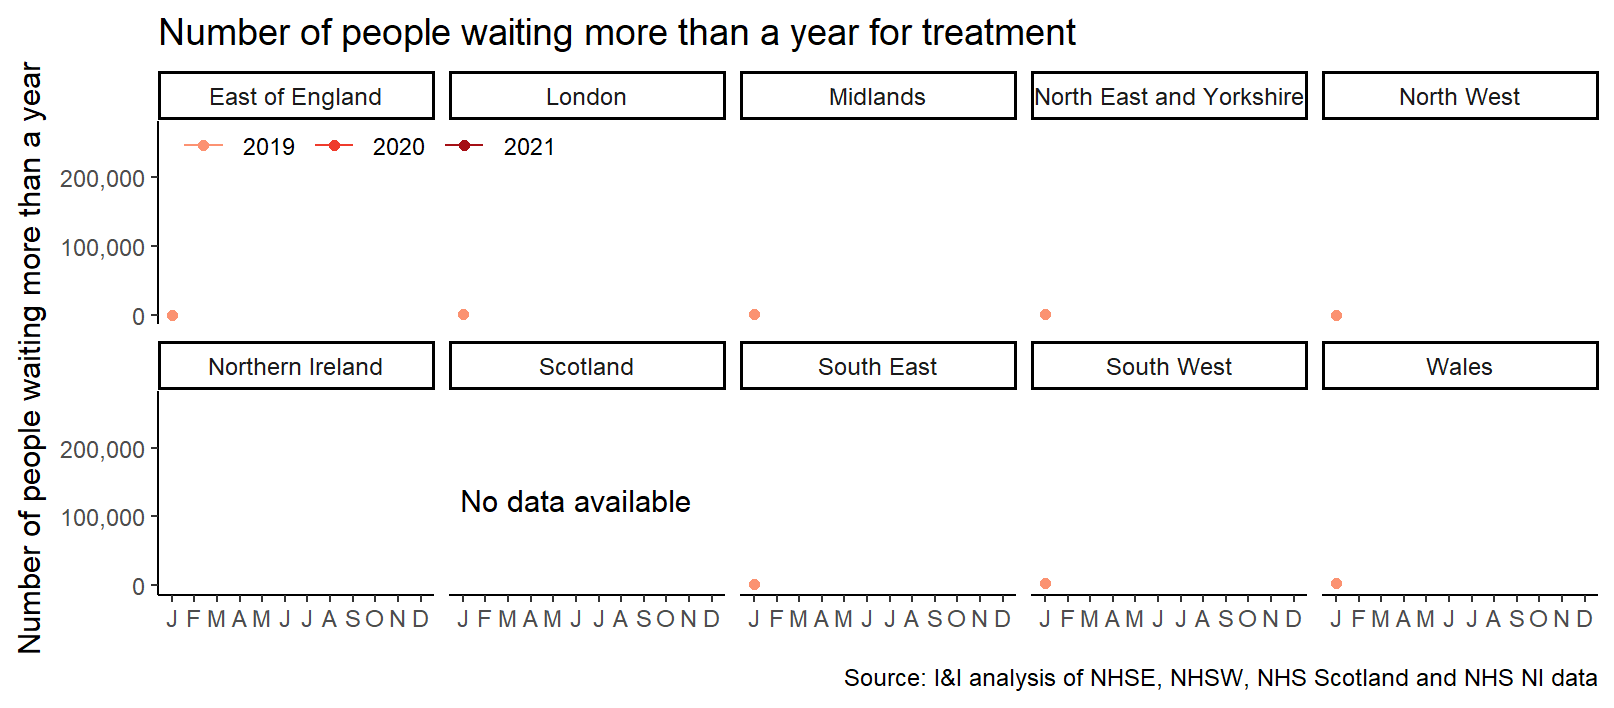 Number of people waiting more than a year for treatment
Number of people waiting more than a year
East of England
London
Midlands
North East and Yorkshire
North West
2019 2020 2021
200,000
100,000
0
Northern Ireland
Scotland
South East
South West
Wales
200,000
100,000
0
No data available
J F M A M J J A S O N D
J F M A M J J A S O N D
J F M A M J J A S O N D
J F M A M J J A S O N D
J F M A M J J A S O N D
Source: I&I analysis of NHSE, NHSW, NHS Scotland and NHS NI data